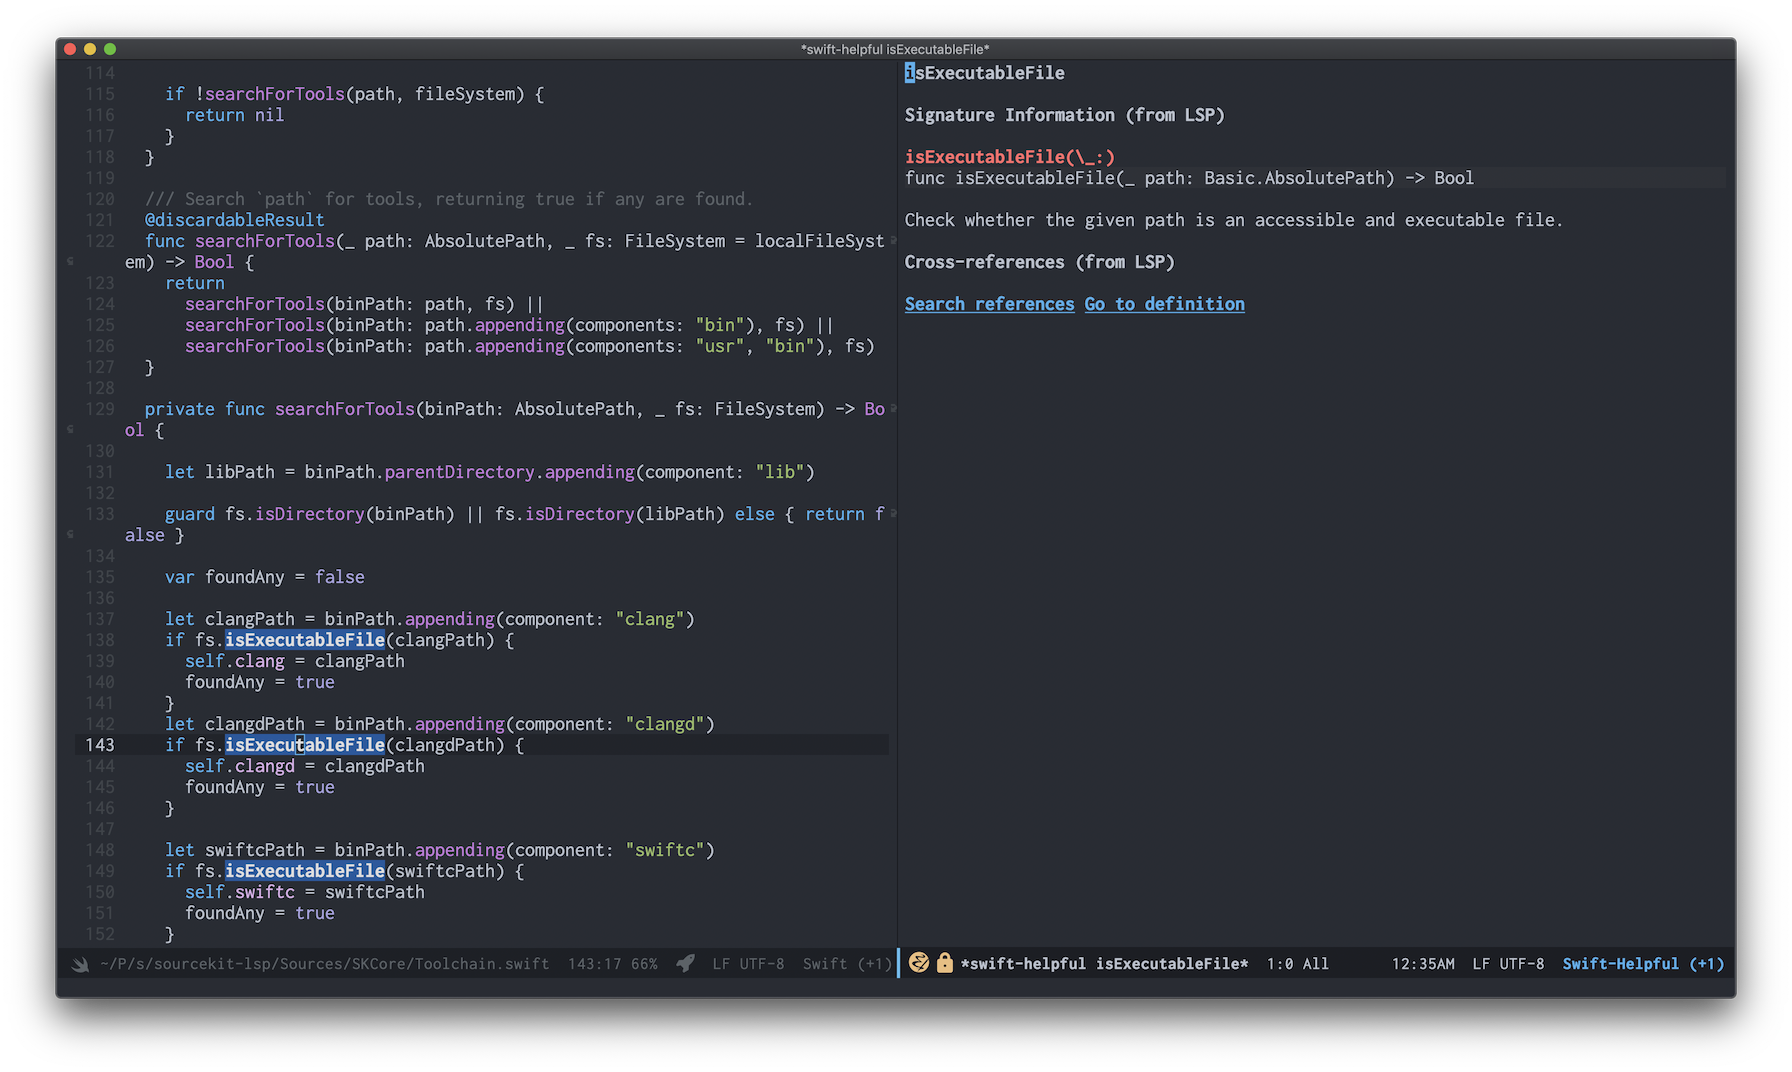 *swift-helpful isExecutableFile*
114
115 if !searchForTools(path, fileSystem) {
116 return nil
117 }
118 }
119
120 /// Search `path` for tools, returning true if any are found.
121 @discardableResult
122 func searchForTools(_ path: AbsolutePath, _ fs: FileSystem = localFileSyst
em) -> Bool {
123 return
124 searchForTools(binPath: path, fs) ||
125 searchForTools(binPath: path.appending(components: "bin"), fs) ||
126 searchForTools(binPath: path.appending(components: "usr", "bin"), fs)
127 }
128
129 private func searchForTools(binPath: AbsolutePath, _ fs: FileSystem) -> Bo
ol {
130
131 let libPath = binPath.parentDirectory.appending(component: "lib")
132
133 guard fs.isDirectory(binPath) || fs.isDirectory(libPath) else { return f
alse }
134
135 var foundAny = false
136
137 let clangPath = binPath.appending(component: "clang")
138 if fs.isExecutableFile(clangPath) {
139 self.clang = clangPath
140 foundAny = true
141 }
142 let clangdPath = binPath.appending(component: "clangd")
143 if fs.isExecutableFile(clangdPath) {
144 self.clangd = clangdPath
145 foundAny = true
146 }
147
148 let swiftcPath = binPath.appending(component: "swiftc")
149 if fs.isExecutableFile(swiftcPath) {
150 self.swiftc = swiftcPath
151 foundAny = true
152 }
~/P/s/sourcekit-lsp/Sources/SKCore/Toolchain.swift 143:17 66% LF UTF-8 Swift (+1)
isExecutableFile
Signature Information (from LSP)
isExecutableFile(\_:)
func isExecutableFile(_ path: Basic.AbsolutePath) -> Bool
Check whether the given path is an accessible and executable file.
Cross-references (from LSP)
Search references Go to definition
*swift-helpful isExecutableFile* 1:0 All 12:35AM LF UTF-8 Swift-Helpful (+1)